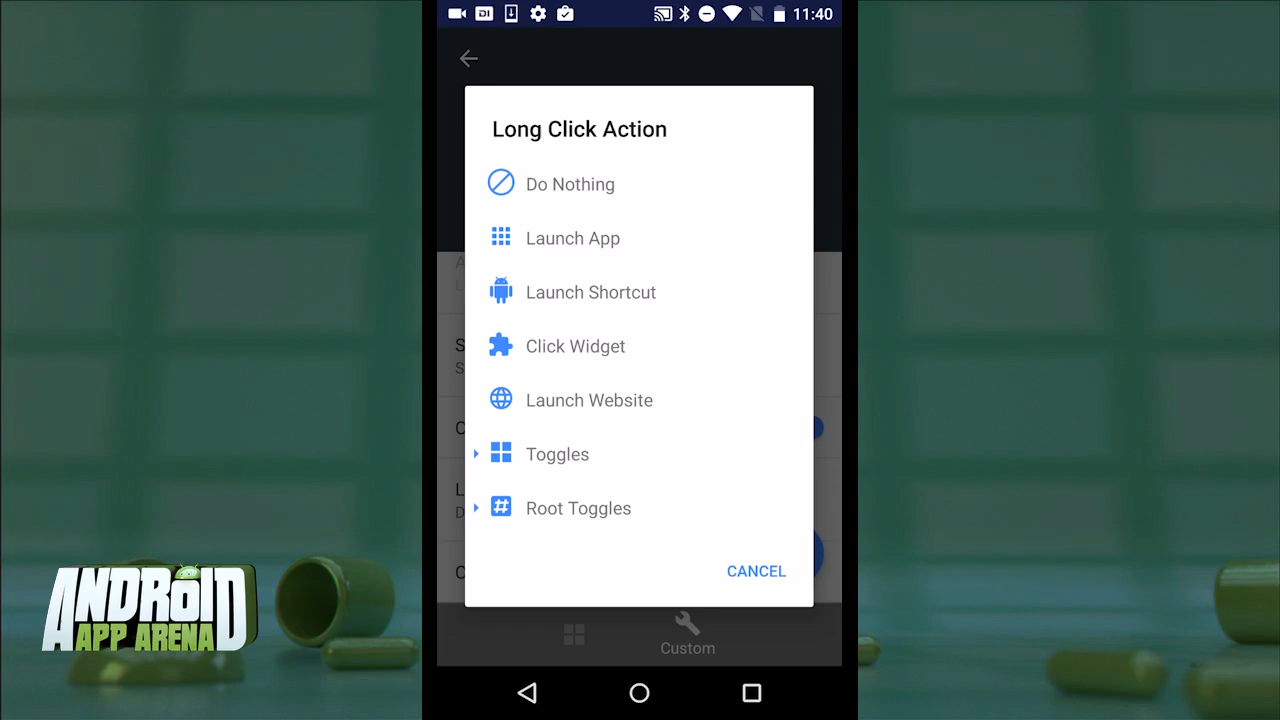 DI
11:40
Long Click Action
Do Nothing
Launch App
Launch Shortcut
Click Widget
Launch Website
Toggles
Root Toggles
CANCEL
Custom
ANDROID
APP ARENA